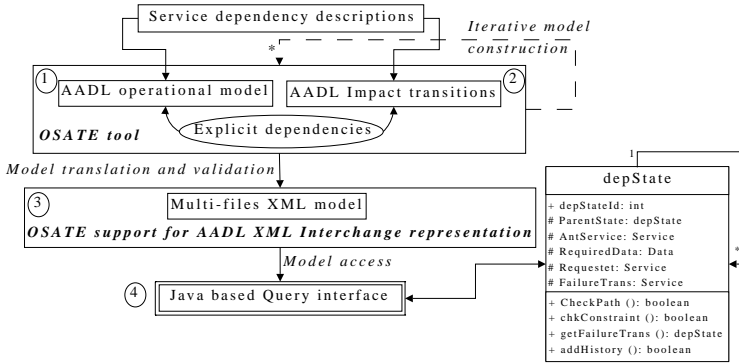 Service dependency descriptions
Iterative model
construction
*
1
2
AADL operational model
AADL Impact transitions
Explicit dependencies
OSATE tool
Model translation and validation
3
Multi-files XML model
OSATE support for AADL XML Interchange representation
Model access
4
Java based Query interface
1
depState
+ depStateId: int
# ParentState: depState
# AntService: Service
# RequiredData: Data
# Requestet: Service
# FailureTrans: Service
*
+ CheckPath (): boolean
+ chkConstraint (): boolean
+ getFailureTrans (): depState
+ addHistory (): boolean